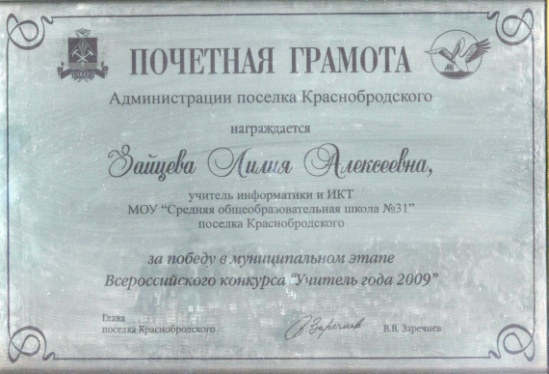 ПОЧЕТНАЯ ГРАМОТА
Администрации поселка Краснобродского
награждается
Зайцева Лилия Алексеевна,
учитель информатики и ИКТ
МОУ "Средняя общеобразовательная школа №31"
поселка Краснобродского
за победу в муниципальном этапе
Всероссийского конкурса "Учитель года 2009"
Глава
поселка Краснобродского
В.В. Заречнев